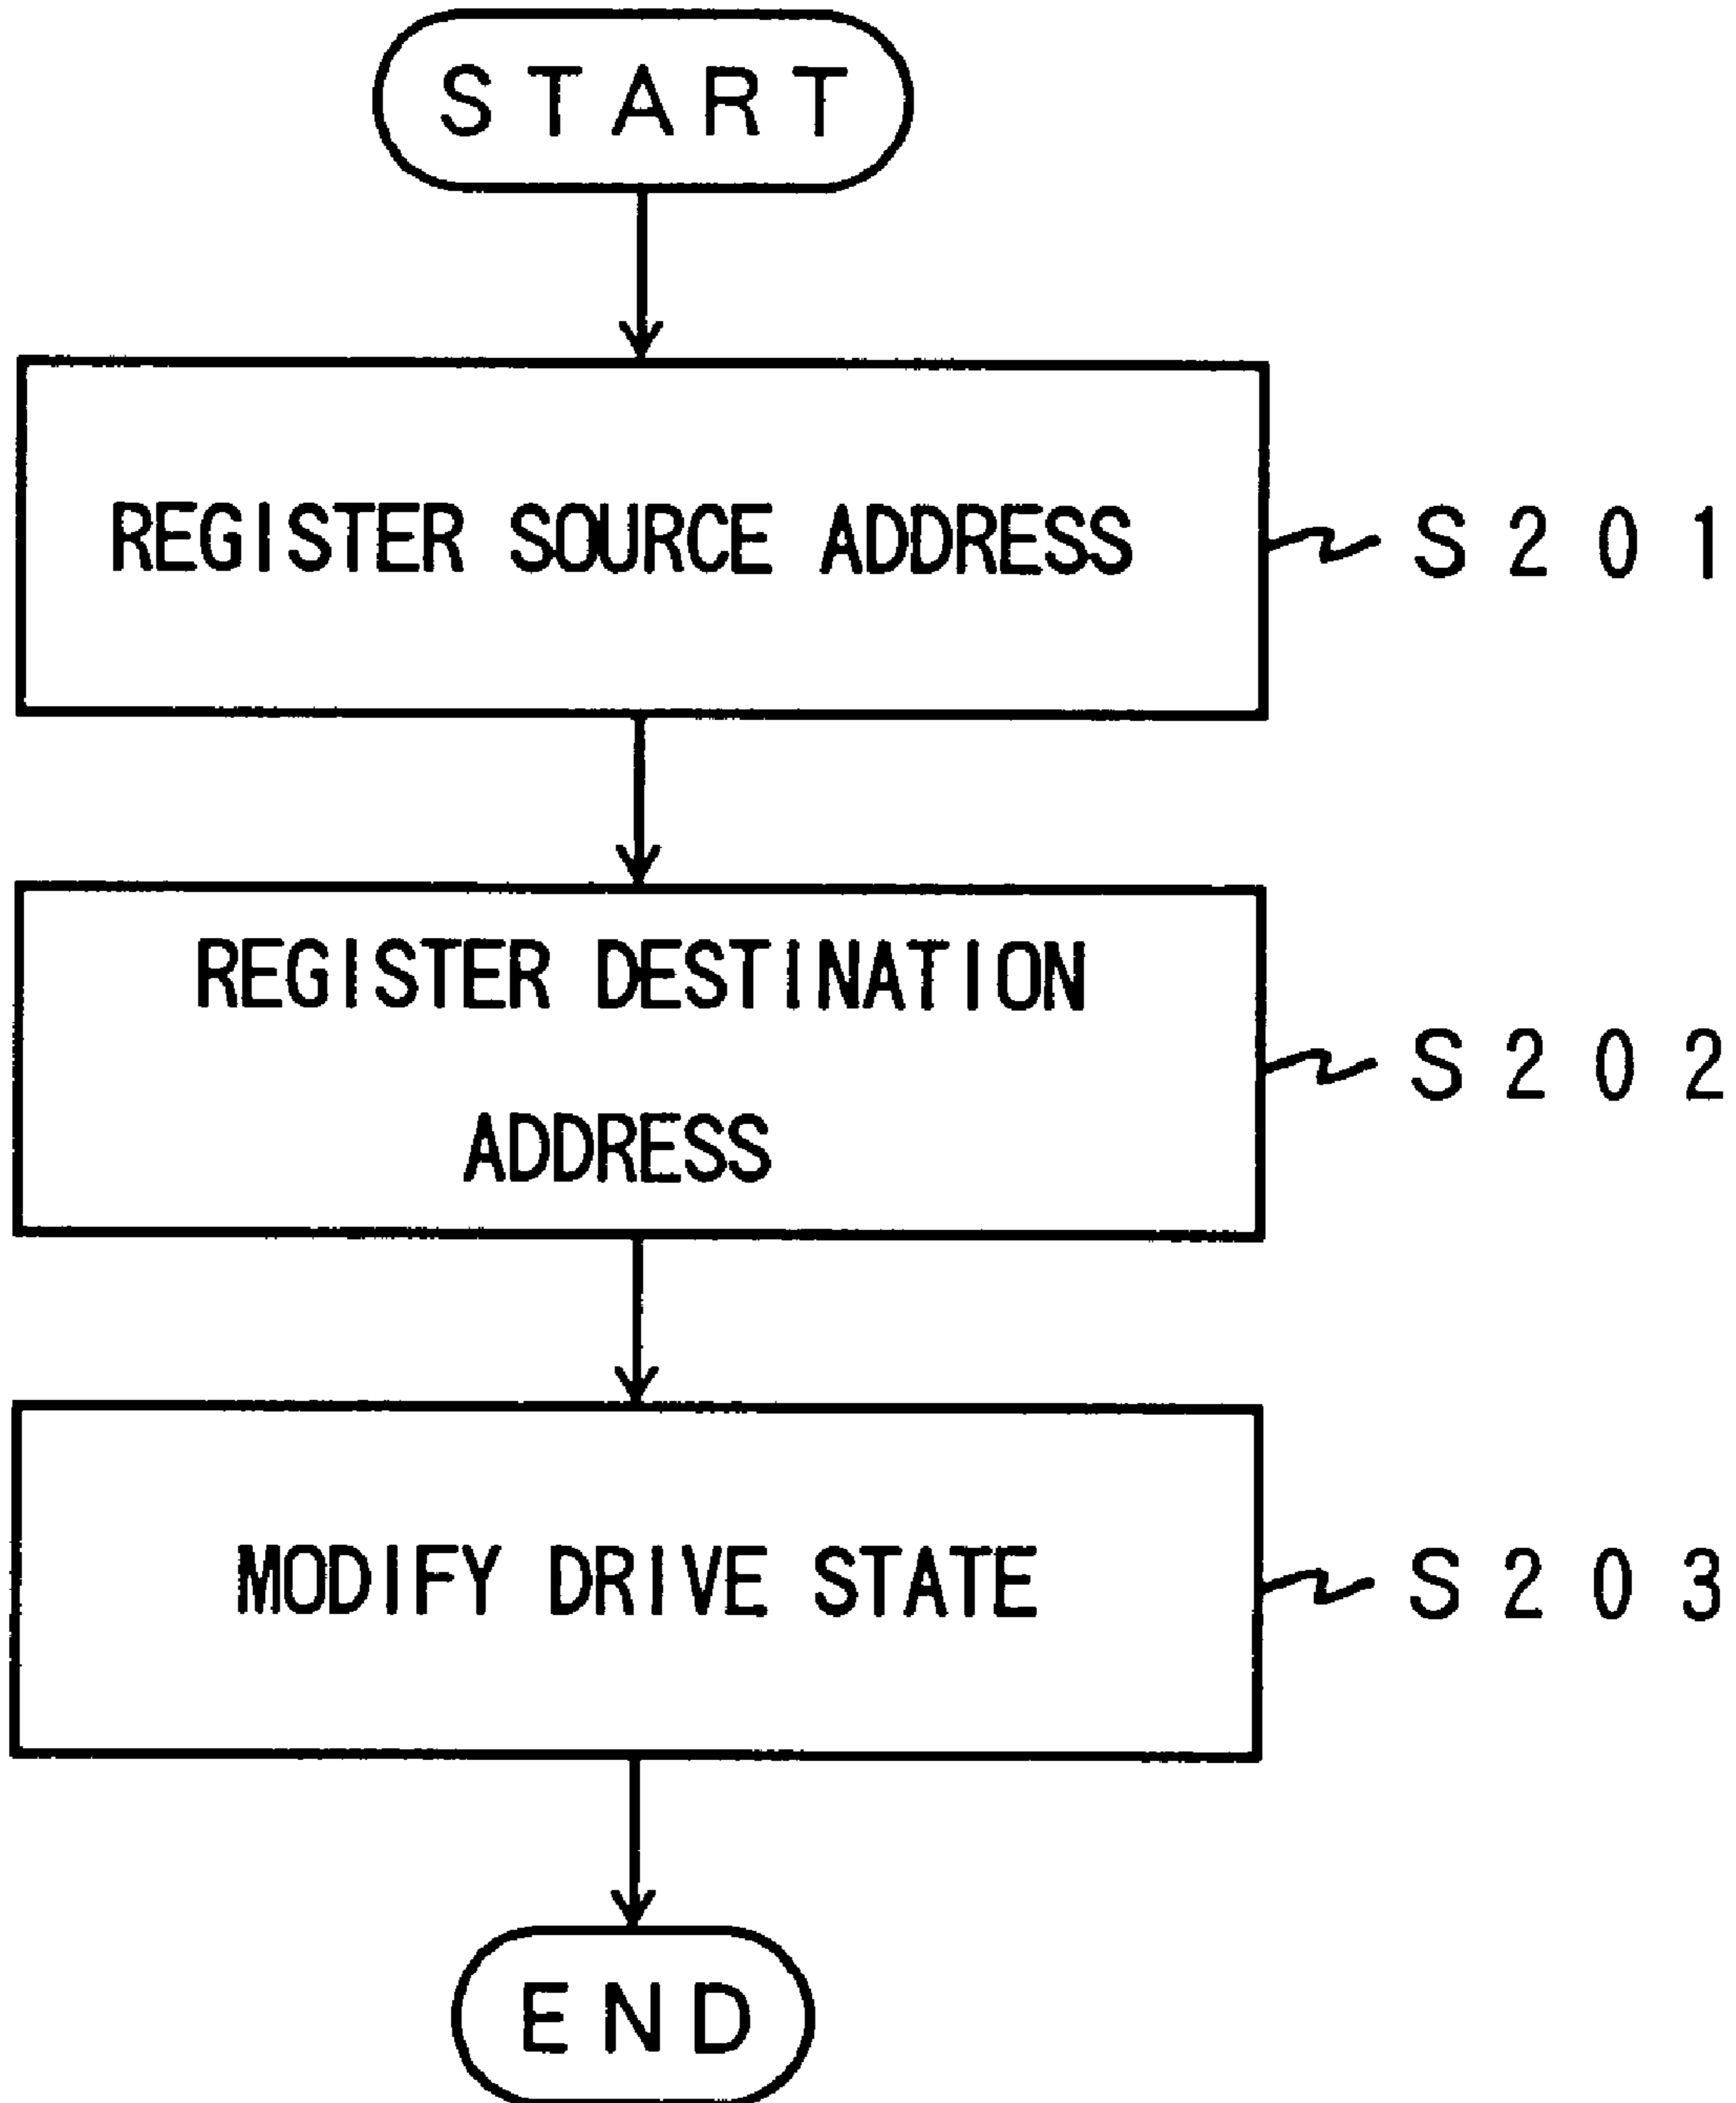 START
REGISTER SOURCE ADDRESS
S201
REGISTER DESTINATION
ADDRESS
S202
MODIFY DRIVE STATE
S203
END